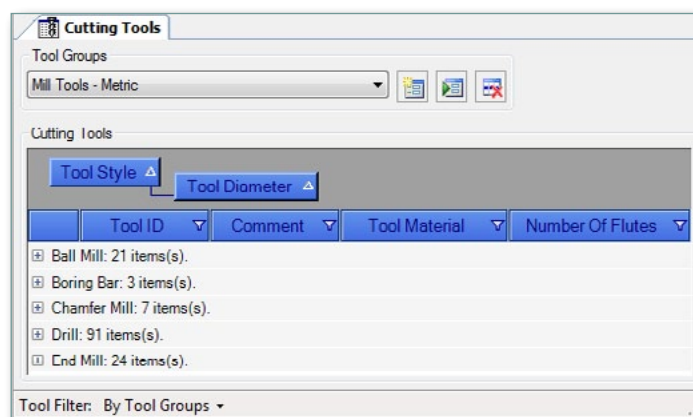 Cutting Tools
Tool Groups
Mill Tools - Metric
Cutting Tools
Tool Style
Tool Diameter
Tool ID Comment Tool Material Number Of Flutes
Ball Mill: 21 items(s).
Boring Bar: 3 items(s).
Chamfer Mill: 7 items(s).
Drill: 91 items(s).
End Mill: 24 items(s).
Tool Filter: By Tool Groups